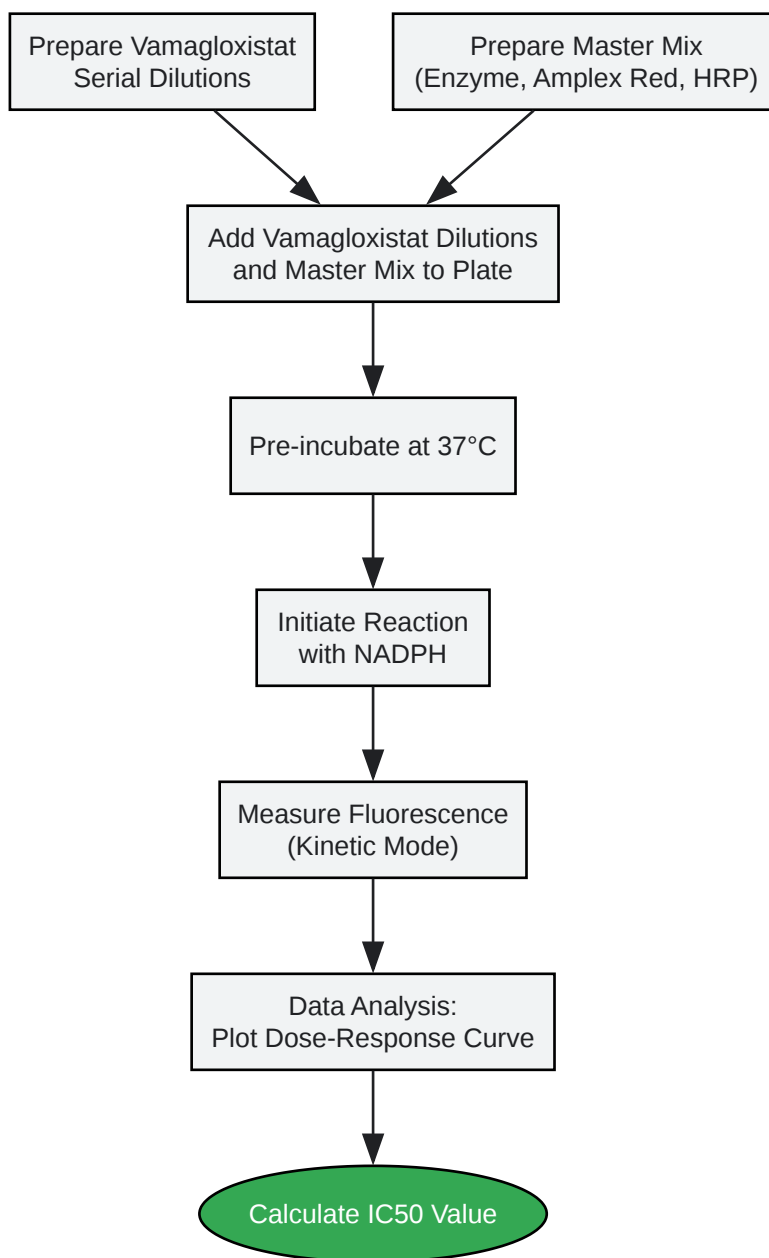 Prepare Vamagloxistat
Serial Dilutions
Prepare Master Mix
(Enzyme, Amplex Red, HRP)
Add Vamagloxistat Dilutions
and Master Mix to Plate
Pre-incubate at 37°C
Initiate Reaction
with NADPH
Measure Fluorescence
(Kinetic Mode)
Data Analysis:
Plot Dose-Response Curve
Calculate IC50 Value